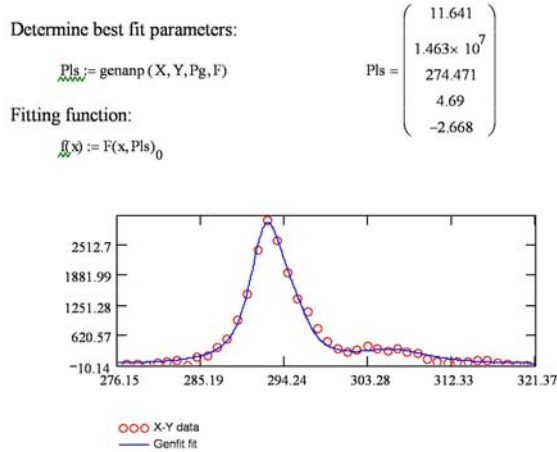 Determine best fit parameters:
Pls := genanp (X, Y, Pg, F)
Pls =
11.641
1.463× 10^7
274.471
4.69
−2.668
Fitting function:
f(x) := F(x, Pls)_0
2512.7
1881.99
1251.28
620.57
−10.14
276.15 285.19 294.24 303.28 312.33 321.37
X-Y data
Genfit fit